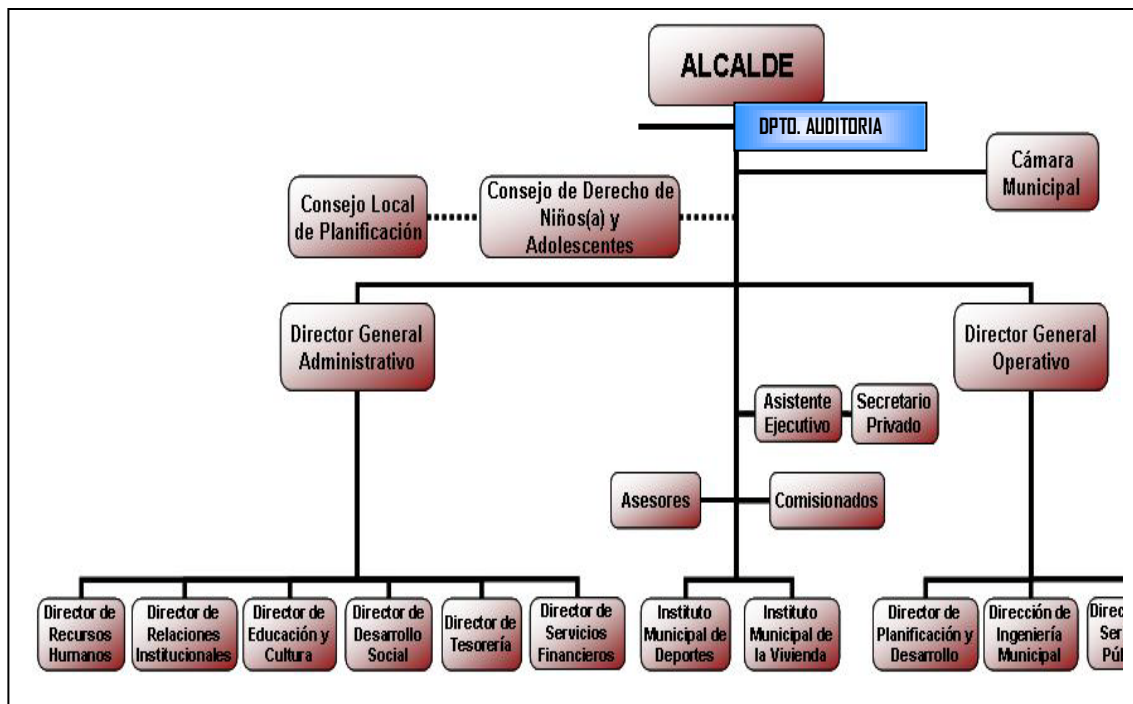 ALCALDE
DPTO. AUDITORIA
Cámara
Municipal
Consejo Local
de Planificación
Consejo de Derecho de
Niños(a) y
Adolescentes
Director General
Administrativo
Director General
Operativo
Asistente
Ejecutivo
Secretario
Privado
Asesores
Comisionados
Director de
Recursos
Humanos
Director de
Relaciones
Institucionales
Director de
Educación y
Cultura
Director de
Desarrollo
Social
Director de
Tesorería
Director de
Servicios
Financieros
Instituto
Municipal de
Deportes
Instituto
Municipal de
la Vivienda
Director de
Planificación y
Desarrollo
Dirección de
Ingeniería
Municipal